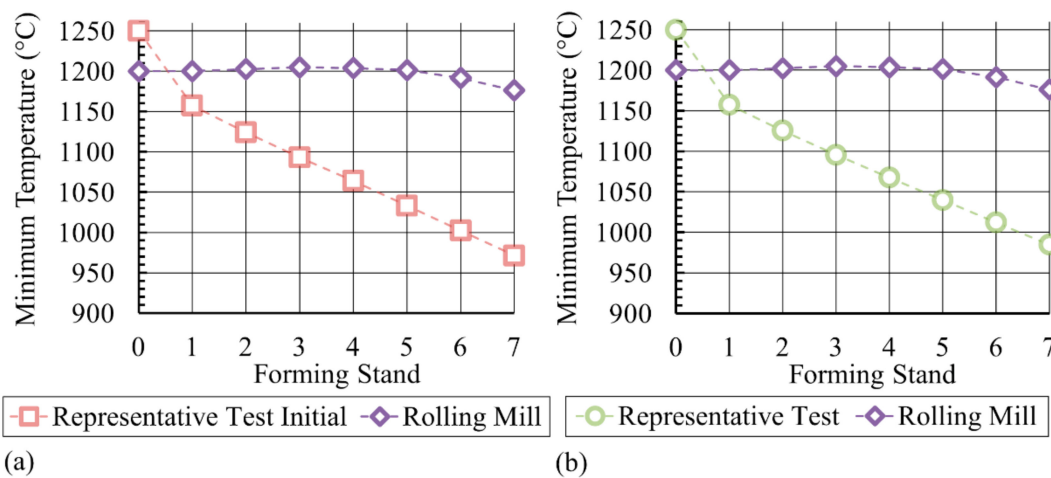 Minimum Temperature (°C)
1250
1200
1150
1100
1050
1000
950
900
0 1 2 3 4 5 6 7
Forming Stand
Representative Test Initial Rolling Mill
(a)
Minimum Temperature (°C)
1250
1200
1150
1100
1050
1000
950
900
0 1 2 3 4 5 6 7
Forming Stand
Representative Test Rolling Mill
(b)